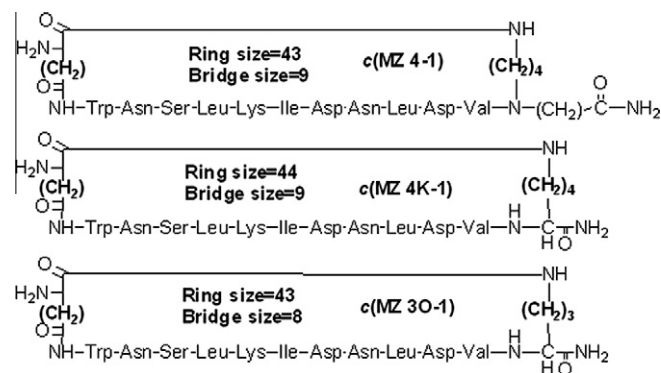 O NH
H₂N Ring size=43 c(MZ 4-1) (CH₂)₄
(CH₂) Bridge size=9
O O
NH–Trp-Asn-Ser-Leu-Lys-Ile-Asp-Asn-Leu-Asp-Val–N–(CH₂)–C–NH₂
O NH
H₂N Ring size=44 c(MZ 4K-1) (CH₂)₄
(CH₂) Bridge size=9
O H
NH–Trp-Asn-Ser-Leu-Lys-Ile-Asp-Asn-Leu-Asp-Val–N–C–NH₂
H O
O NH
H₂N Ring size=43 c(MZ 3O-1) (CH₂)₃
(CH₂) Bridge size=8
O H
NH–Trp-Asn-Ser-Leu-Lys-Ile-Asp-Asn-Leu-Asp-Val–N–C–NH₂
H O